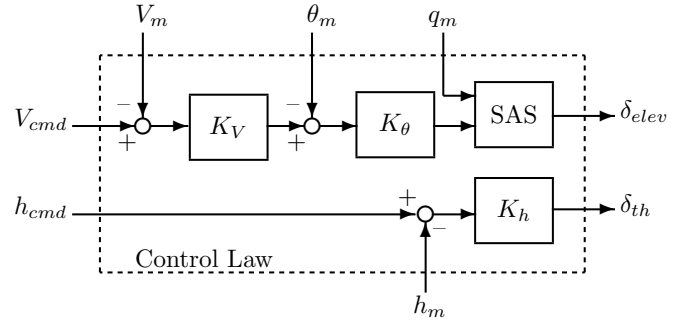 V_m θ_m q_m
− −
V_cmd + K_V + K_θ SAS δ_elev
h_cmd + − K_h δ_th
Control Law
h_m